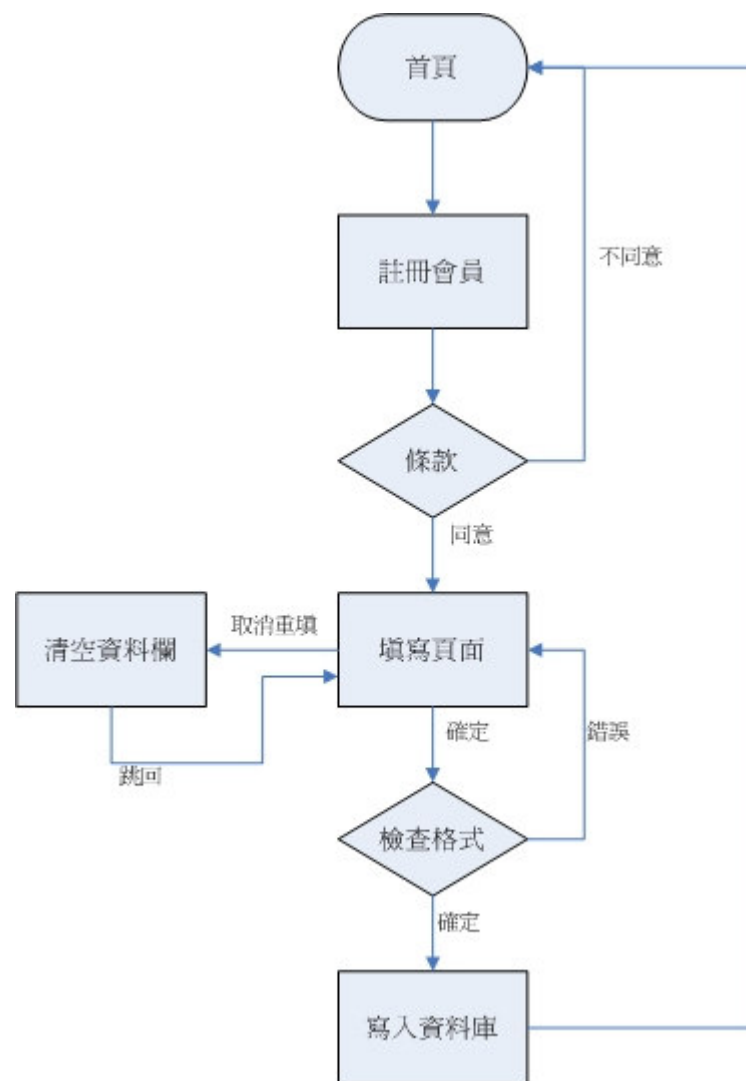 首頁
註冊會員
不同意
條款
同意
清空資料欄
取消重填
填寫頁面
確定
錯誤
跳回
檢查格式
確定
寫入資料庫